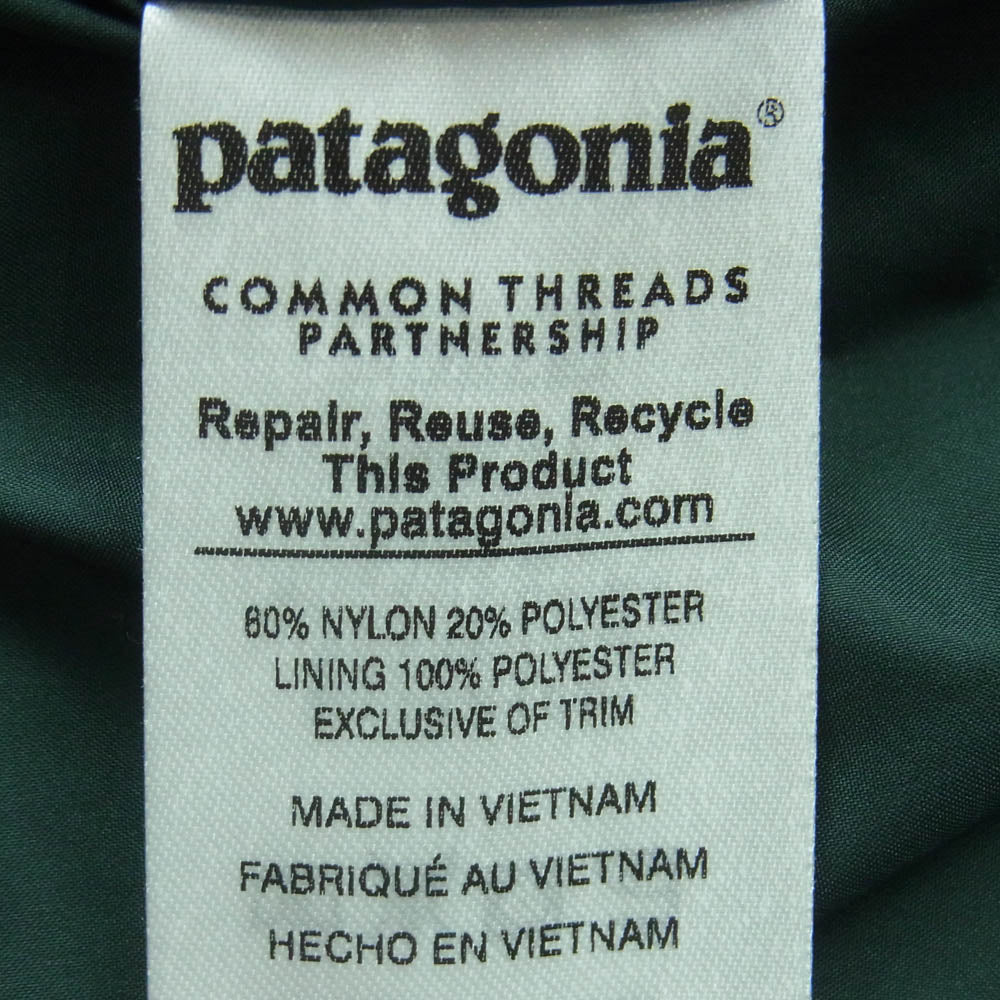 patagonia®
COMMON THREADS
PARTNERSHIP
Repair, Reuse, Recycle
This Product
www.patagonia.com
80% NYLON 20% POLYESTER
LINING 100% POLYESTER
EXCLUSIVE OF TRIM
MADE IN VIETNAM
FABRIQUÉ AU VIETNAM
HECHO EN VIETNAM